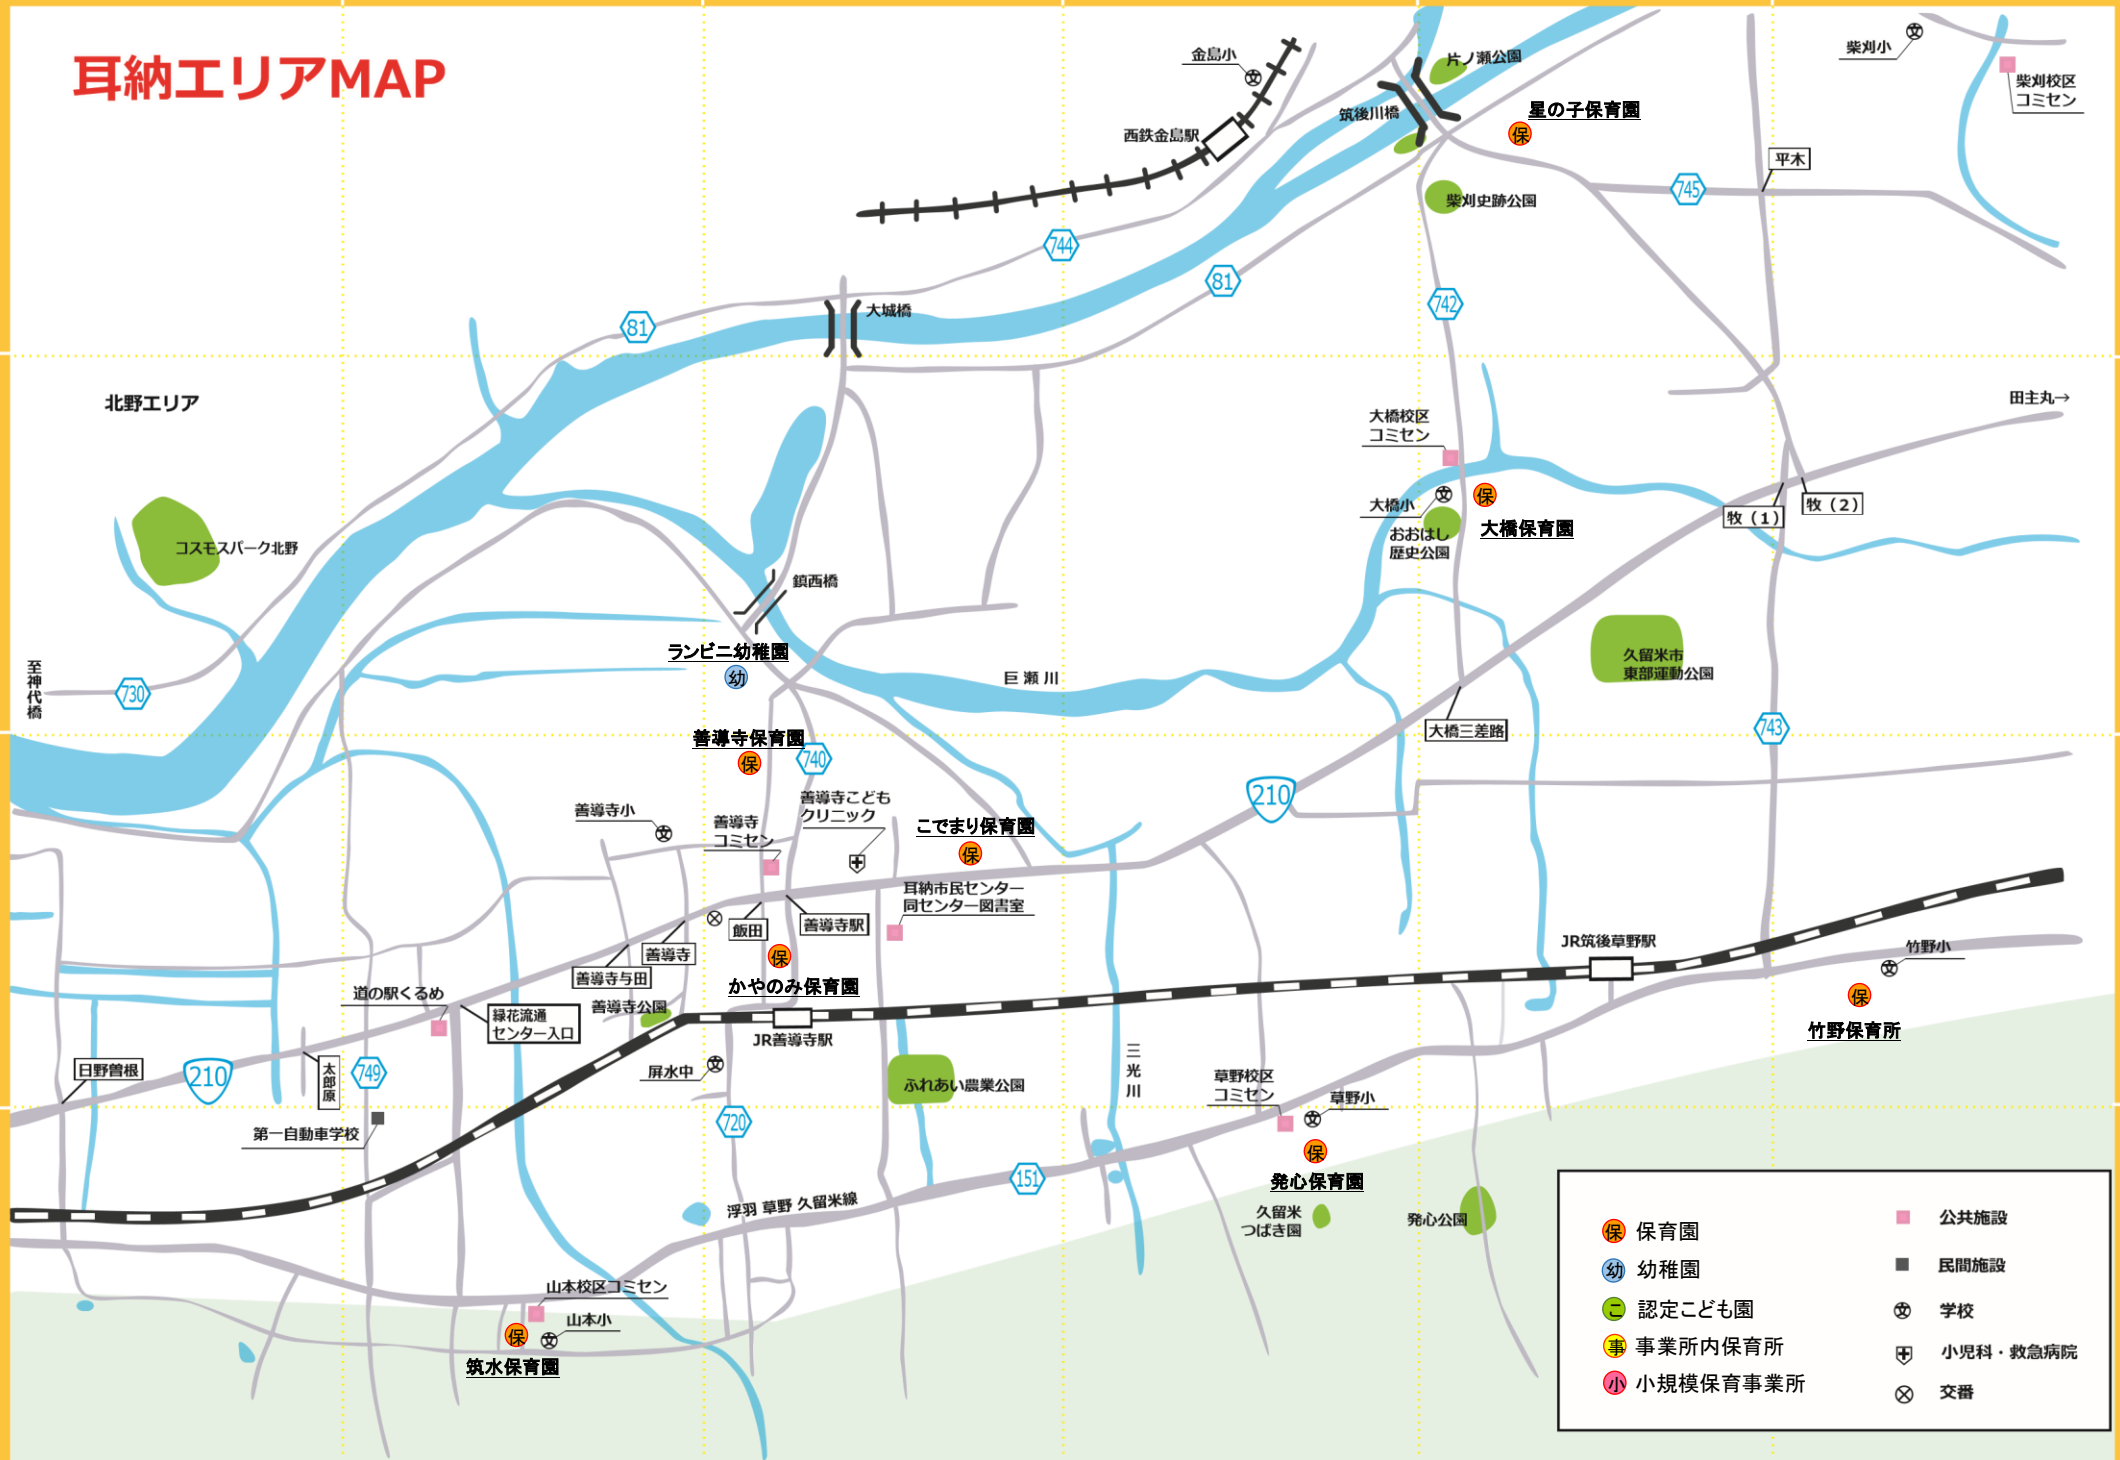 耳納エリアMAP
金島小
西鉄金島駅
片ノ瀬公園
筑後川橋
星の子保育園
保
柴刈小
柴刈校区
コミセン
平木
745
柴刈史跡公園
744
81
742
大城橋
81
北野エリア
田主丸→
大橋校区
コミセン
大橋小
保
大橋保育園
おおはし
歴史公園
牧（1）
牧（2）
コスモスパーク北野
鎮西橋
ランビニ幼稚園
幼
巨瀬川
久留米市
東部運動公園
至神代橋
730
大橋三差路
743
善導寺保育園
保
740
210
善導寺小
善導寺
コミセン
善導寺こども
クリニック
こでまり保育園
保
耳納市民センター
同センター図書室
飯田
善導寺駅
善導寺
善導寺与田
保
かやのみ保育園
JR筑後草野駅
竹野小
保
竹野保育所
道の駅くるめ
緑花流通
センター入口
善導寺公園
JR善導寺駅
日野曽根
210
太郎原
749
屏水中
ふれあい農業公園
三光川
草野校区
コミセン
草野小
第一自動車学校
720
保
発心保育園
151
浮羽 草野 久留米線
久留米
つばき園
発心公園
山本校区コミセン
山本小
保
筑水保育園
保 保育園
幼 幼稚園
こ 認定こども園
事 事業所内保育所
小 小規模保育事業所
公共施設
民間施設
文 学校
小児科・救急病院
交番